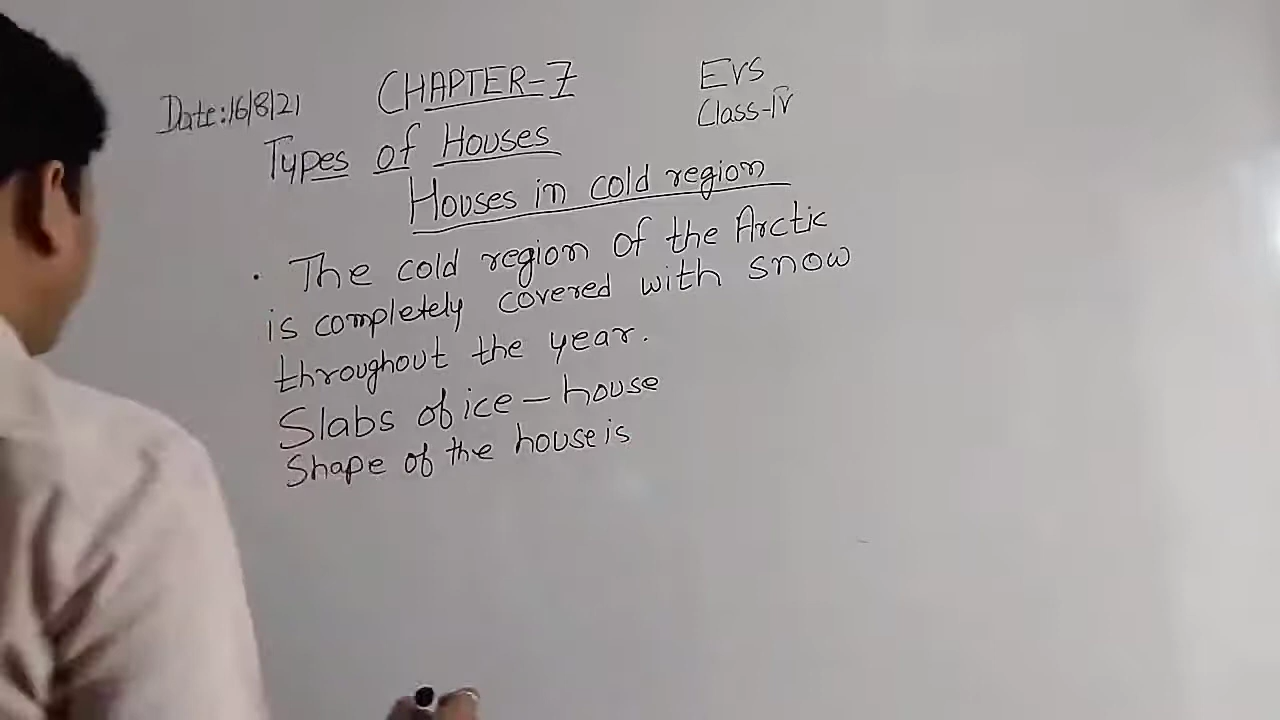 Date:16/8/21 CHAPTER-7 EVS
Class-IV
Types of Houses
Houses in cold region
· The cold region of the Arctic
is completely covered with snow
throughout the year.
Slabs of ice – house
Shape of the house is